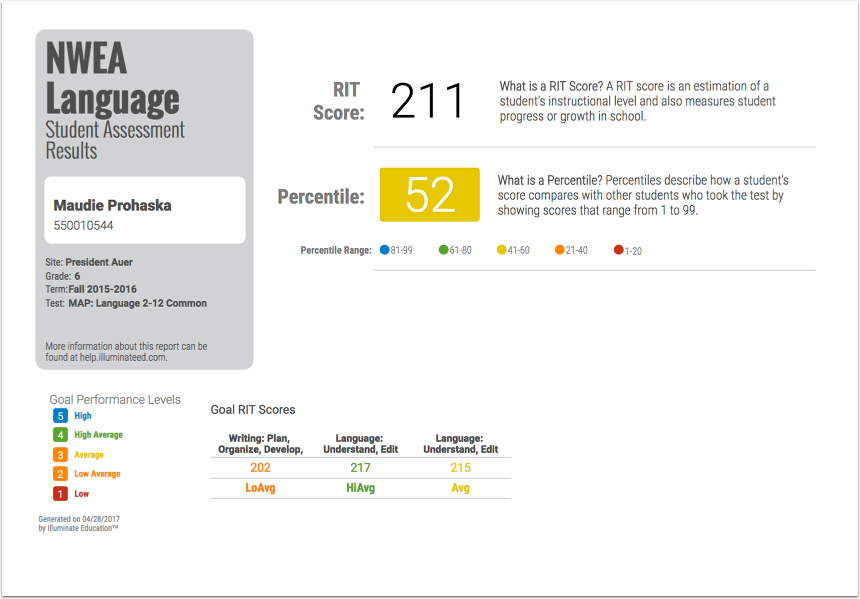 NWEA
Language
Student Assessment
Results
Maudie Prohaska
550010544
Site: President Auer
Grade: 6
Term:Fall 2015-2016
Test: MAP: Language 2-12 Common
More information about this report can be
found at help.illuminateed.com.
RIT
Score:
211
What is a RIT Score? A RIT score is an estimation of a
student's instructional level and also measures student
progress or growth in school.
Percentile:
52
What is a Percentile? Percentiles describe how a student's
score compares with other students who took the test by
showing scores that range from 1 to 99.
Percentile Range: 81-99 61-80 41-60 21-40 1-20
Goal Performance Levels
5 High
4 High Average
3 Average
2 Low Average
1 Low
Generated on 04/28/2017
by Illuminate Education™
Goal RIT Scores
Writing: Plan, Language: Language:
Organize, Develop, Understand, Edit Understand, Edit
202 217 215
LoAvg HiAvg Avg